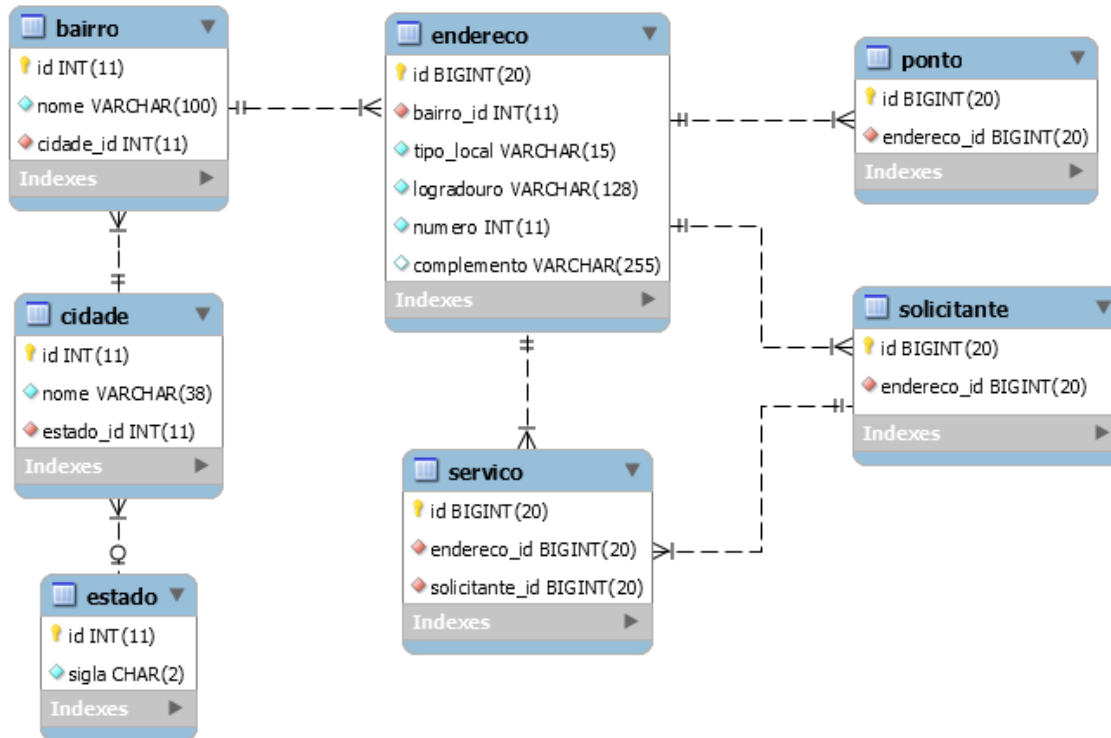 bairro
id INT(11)
nome VARCHAR(100)
cidade_id INT(11)
Indexes
endereco
id BIGINT(20)
bairro_id INT(11)
tipo_local VARCHAR(15)
logradouro VARCHAR(128)
numero INT(11)
complemento VARCHAR(255)
Indexes
ponto
id BIGINT(20)
endereco_id BIGINT(20)
Indexes
cidade
id INT(11)
nome VARCHAR(38)
estado_id INT(11)
Indexes
solicitante
id BIGINT(20)
endereco_id BIGINT(20)
Indexes
servico
id BIGINT(20)
endereco_id BIGINT(20)
solicitante_id BIGINT(20)
Indexes
estado
id INT(11)
sigla CHAR(2)
Indexes